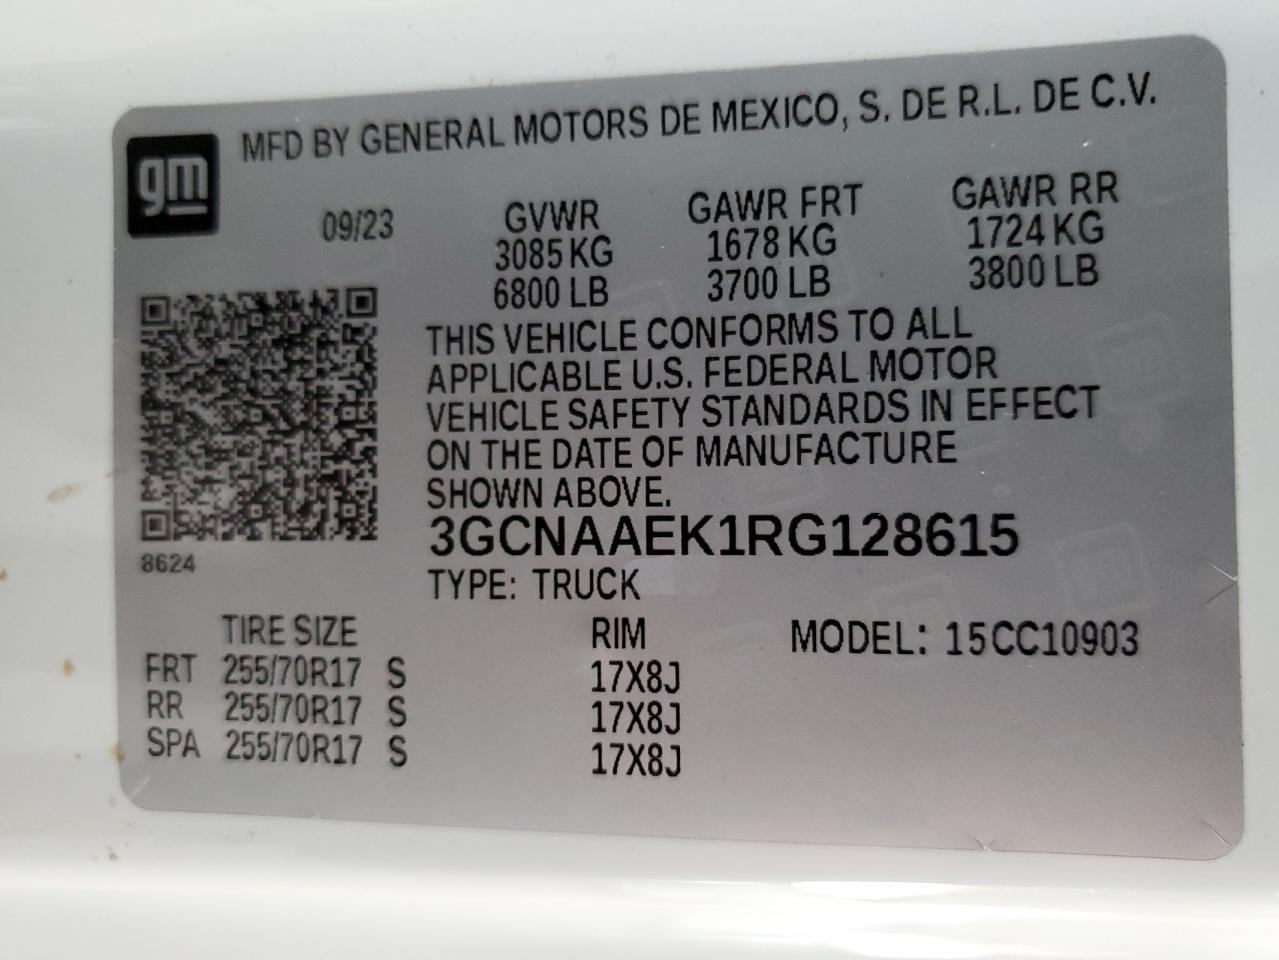 gm
MFD BY GENERAL MOTORS DE MEXICO, S. DE R.L. DE C.V.
09/23 GVWR GAWR FRT GAWR RR
3085 KG 1678 KG 1724 KG
6800 LB 3700 LB 3800 LB
THIS VEHICLE CONFORMS TO ALL
APPLICABLE U.S. FEDERAL MOTOR
VEHICLE SAFETY STANDARDS IN EFFECT
ON THE DATE OF MANUFACTURE
SHOWN ABOVE.
3GCNAAEK1RG128615
8624
TYPE: TRUCK
TIRE SIZE RIM MODEL: 15CC10903
FRT 255/70R17 S 17X8J
RR 255/70R17 S 17X8J
SPA 255/70R17 S 17X8J